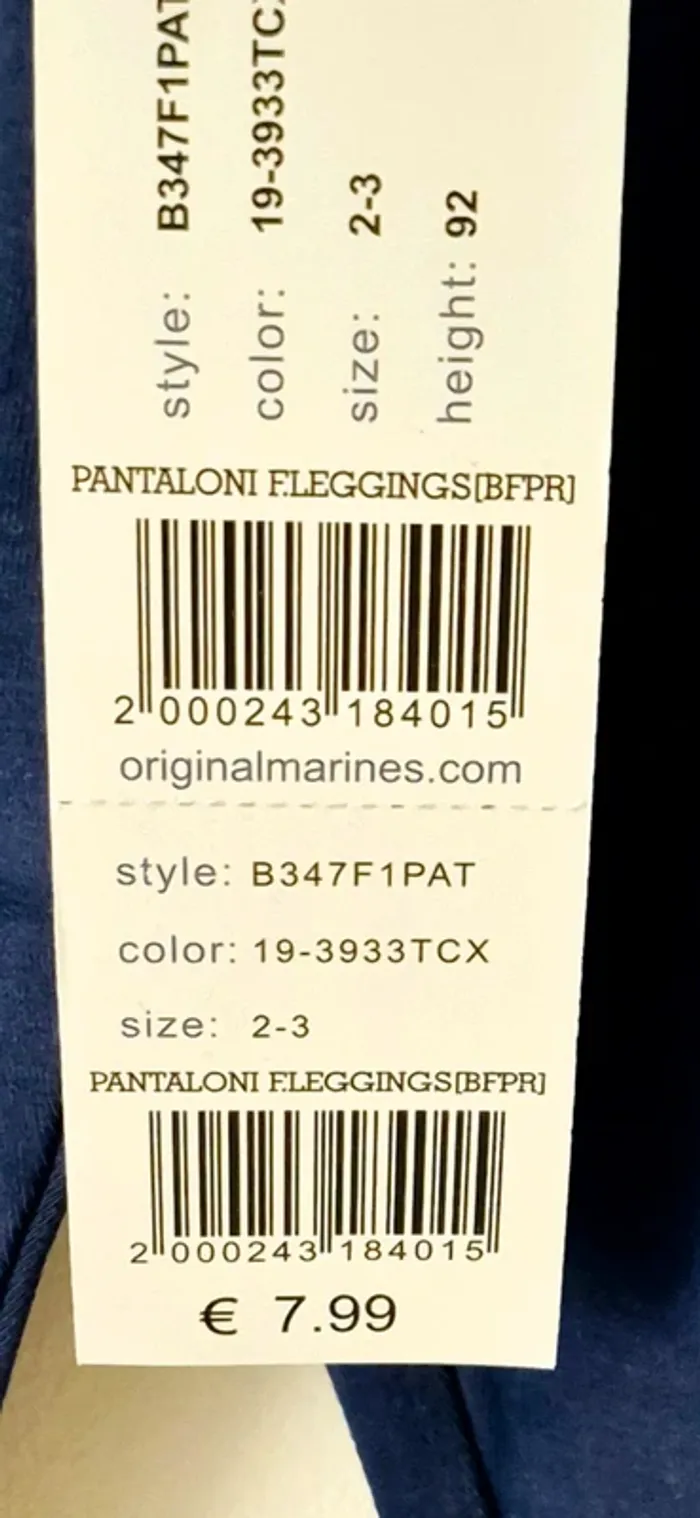 style: B347F1PAT
color: 19-3933TCX
size: 2-3
height: 92
PANTALONI F.LEGGINGS[BFPR]
2 000243 184015
originalmarines.com
style: B347F1PAT
color: 19-3933TCX
size: 2-3
PANTALONI F.LEGGINGS[BFPR]
2 000243 184015
€ 7.99